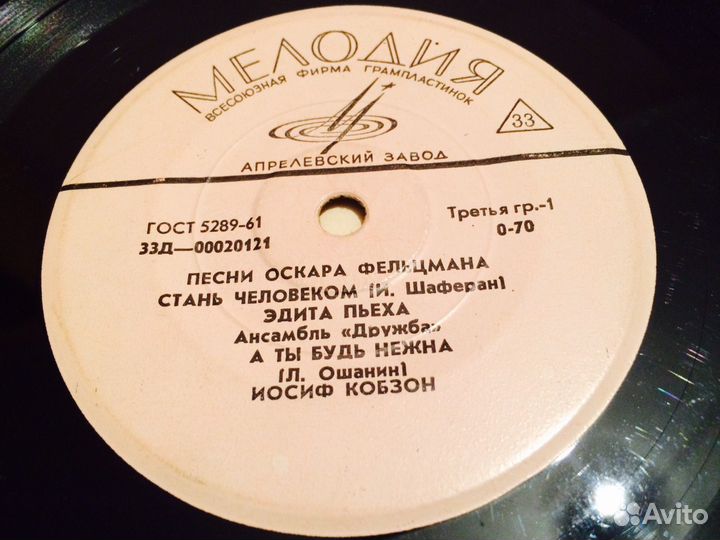 МЕЛОДИЯ
ВСЕСОЮЗНАЯ ФИРМА ГРАМПЛАСТИНОК
33
АПРЕЛЕВСКИЙ ЗАВОД
ГОСТ 5289-61
Третья гр.-1
33Д—00020121
0-70
ПЕСНИ ОСКАРА ФЕЛЬЦМАНА
СТАНЬ ЧЕЛОВЕКОМ (И. Шаферан)
ЭДИТА ПЬЕХА
Ансамбль «Дружба»
А ТЫ БУДЬ НЕЖНА
(Л. Ошанин)
ИОСИФ КОБЗОН
Avito